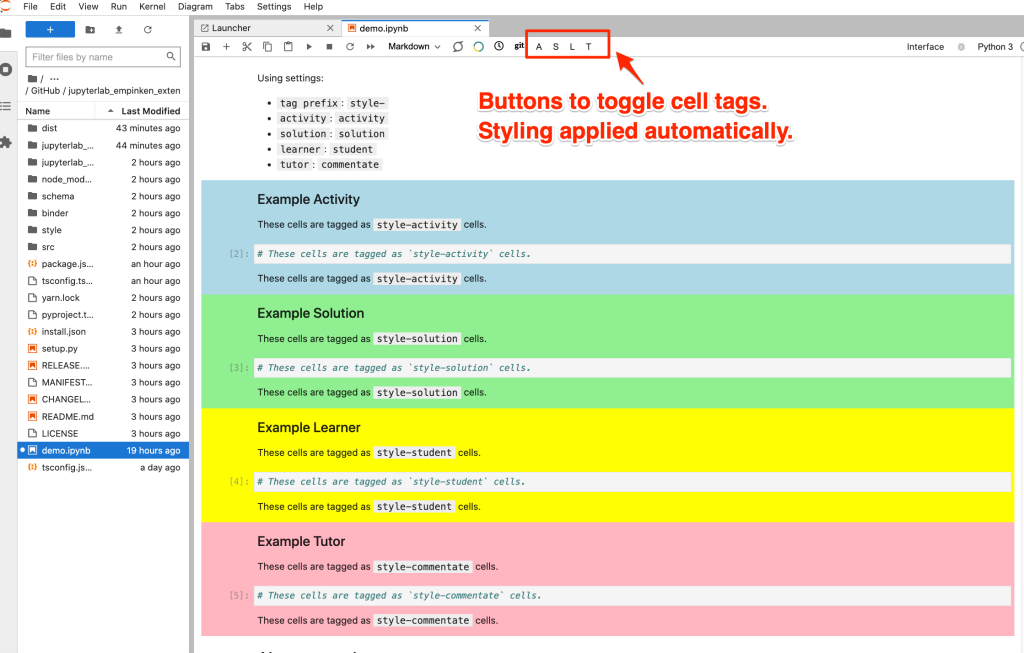 File Edit View Run Kernel Diagram Tabs Settings Help
+
Filter files by name
/ ...
/ GitHub / jupyterlab_empinken_exten
Name Last Modified
dist 43 minutes ago
jupyterlab_... 44 minutes ago
jupyterlab_... 2 hours ago
node_mod... 2 hours ago
schema 2 hours ago
binder 2 hours ago
style 2 hours ago
src 2 hours ago
package.js... an hour ago
tsconfig.ts... an hour ago
yarn.lock 2 hours ago
pyproject.t... 2 hours ago
install.json 3 hours ago
setup.py 3 hours ago
RELEASE.... 3 hours ago
MANIFEST... 3 hours ago
CHANGEL... 3 hours ago
README.md 3 hours ago
LICENSE 3 hours ago
demo.ipynb 19 hours ago
tsconfig.js... a day ago
Launcher demo.ipynb
Markdown git A S L T Interface Python 3
Buttons to toggle cell tags.
Styling applied automatically.
Using settings:
• tag prefix: style-
• activity: activity
• solution: solution
• learner: student
• tutor: commentate
Example Activity
These cells are tagged as style-activity cells.
[2]: # These cells are tagged as `style-activity` cells.
These cells are tagged as style-activity cells.
Example Solution
These cells are tagged as style-solution cells.
[3]: # These cells are tagged as `style-solution` cells.
These cells are tagged as style-solution cells.
Example Learner
These cells are tagged as style-student cells.
[4]: # These cells are tagged as `style-student` cells.
These cells are tagged as style-student cells.
Example Tutor
These cells are tagged as style-commentate cells.
[5]: # These cells are tagged as `style-commentate` cells.
These cells are tagged as style-commentate cells.